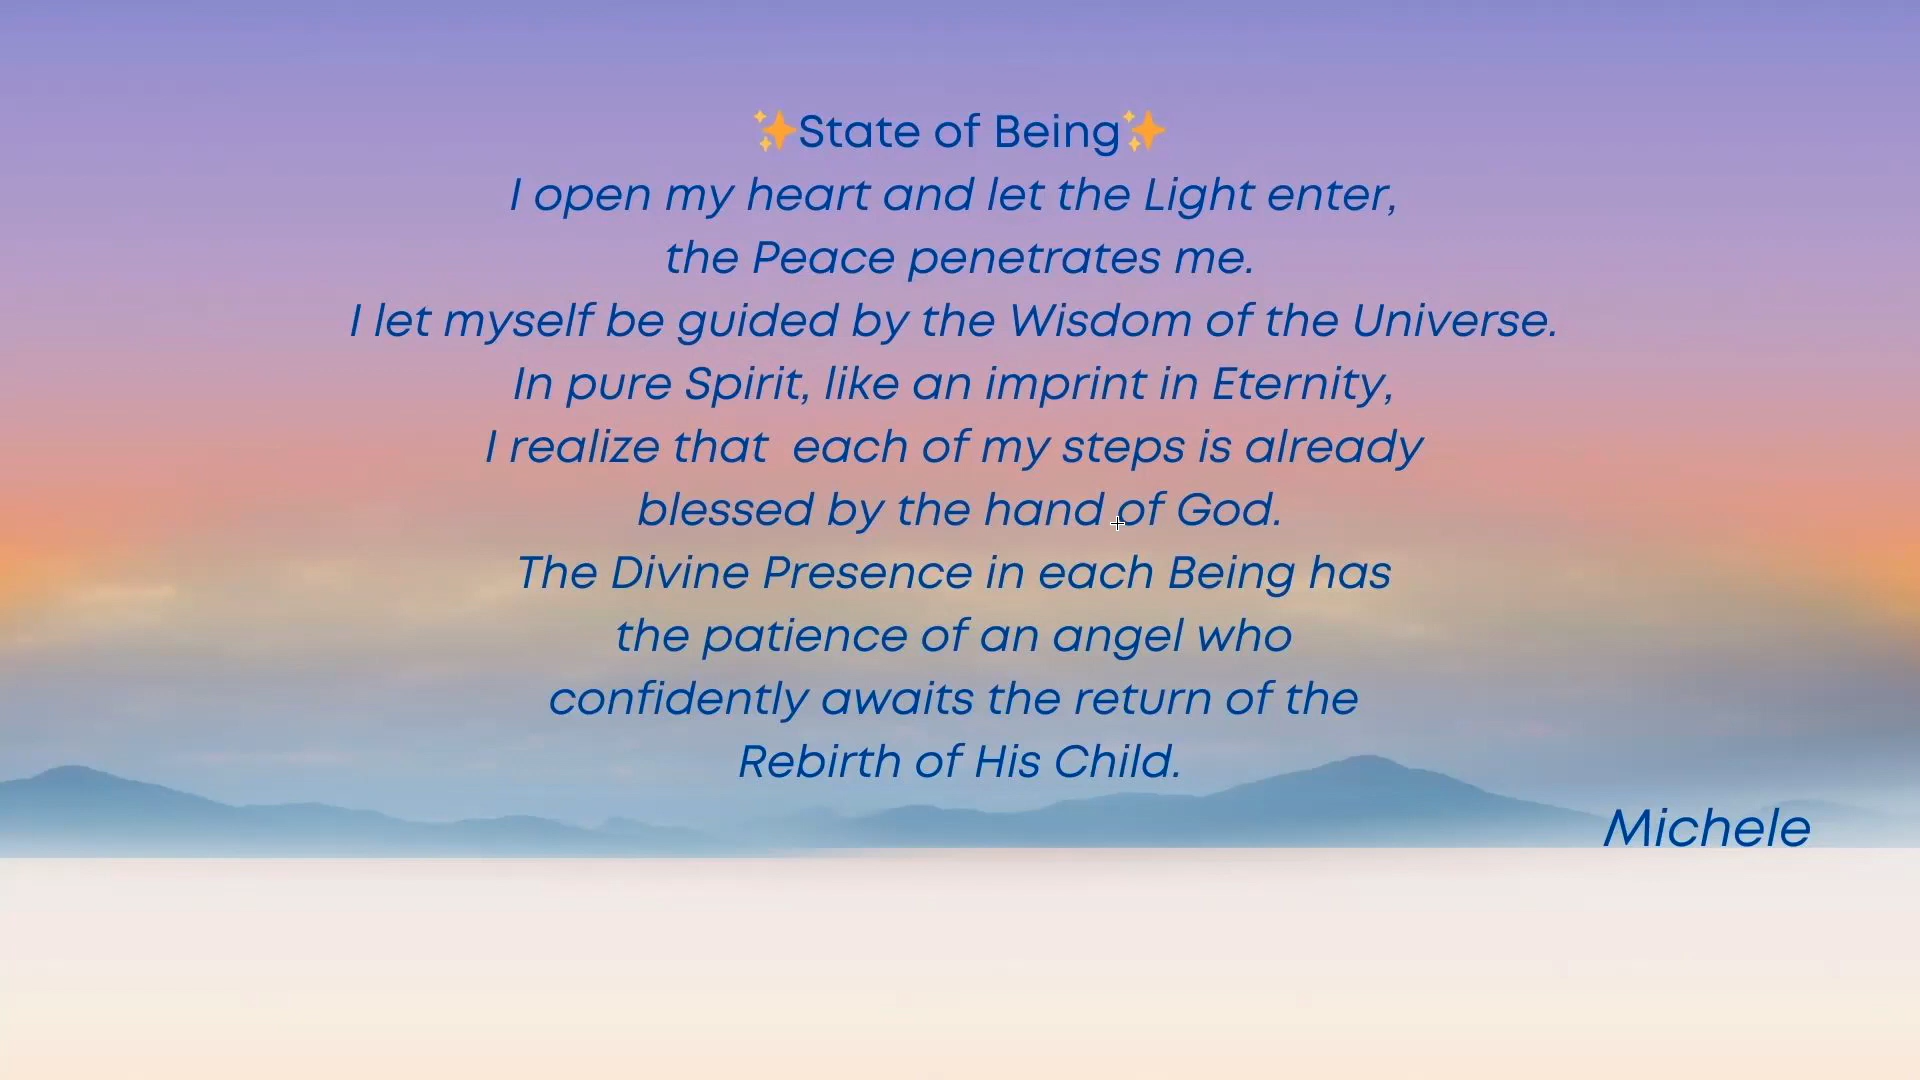 ✨State of Being✨
I open my heart and let the Light enter,
the Peace penetrates me.
I let myself be guided by the Wisdom of the Universe.
In pure Spirit, like an imprint in Eternity,
I realize that  each of my steps is already
blessed by the hand of God.
The Divine Presence in each Being has
the patience of an angel who
confidently awaits the return of the
Rebirth of His Child.
Michele